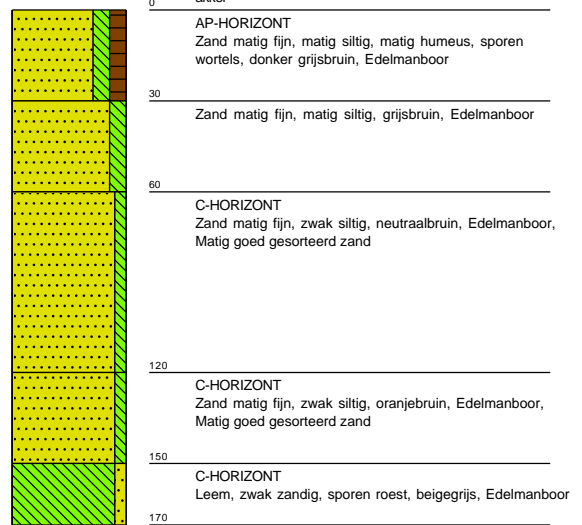 akker
0
AP-HORIZONT
Zand matig fijn, matig siltig, matig humeus, sporen
wortels, donker grijsbruin, Edelmanboor
30
Zand matig fijn, matig siltig, grijsbruin, Edelmanboor
60
C-HORIZONT
Zand matig fijn, zwak siltig, neutraalbruin, Edelmanboor,
Matig goed gesorteerd zand
120
C-HORIZONT
Zand matig fijn, zwak siltig, oranjebruin, Edelmanboor,
Matig goed gesorteerd zand
150
C-HORIZONT
Leem, zwak zandig, sporen roest, beigegrijs, Edelmanboor
170